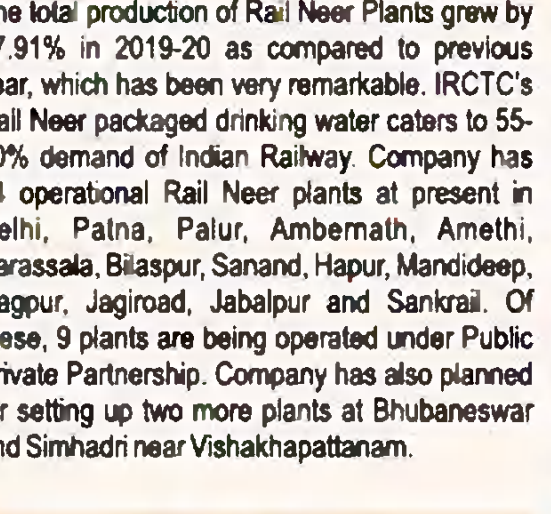 he total production of Rail Neer Plants grew by
7.91% in 2019-20 as compared to previous
ear, which has been very remarkable. IRCTC's
ail Neer packaged drinking water caters to 55-
0% demand of Indian Railway. Company has
4 operational Rail Neer plants at present in
elhi, Patna, Palur, Ambernath, Amethi,
arassala, Bilaspur, Sanand, Hapur, Mandideep,
agpur, Jagiroad, Jabalpur and Sankrail. Of
ese, 9 plants are being operated under Public
rivate Partnership. Company has also planned
r setting up two more plants at Bhubaneswar
nd Simhadri near Vishakhapattanam.